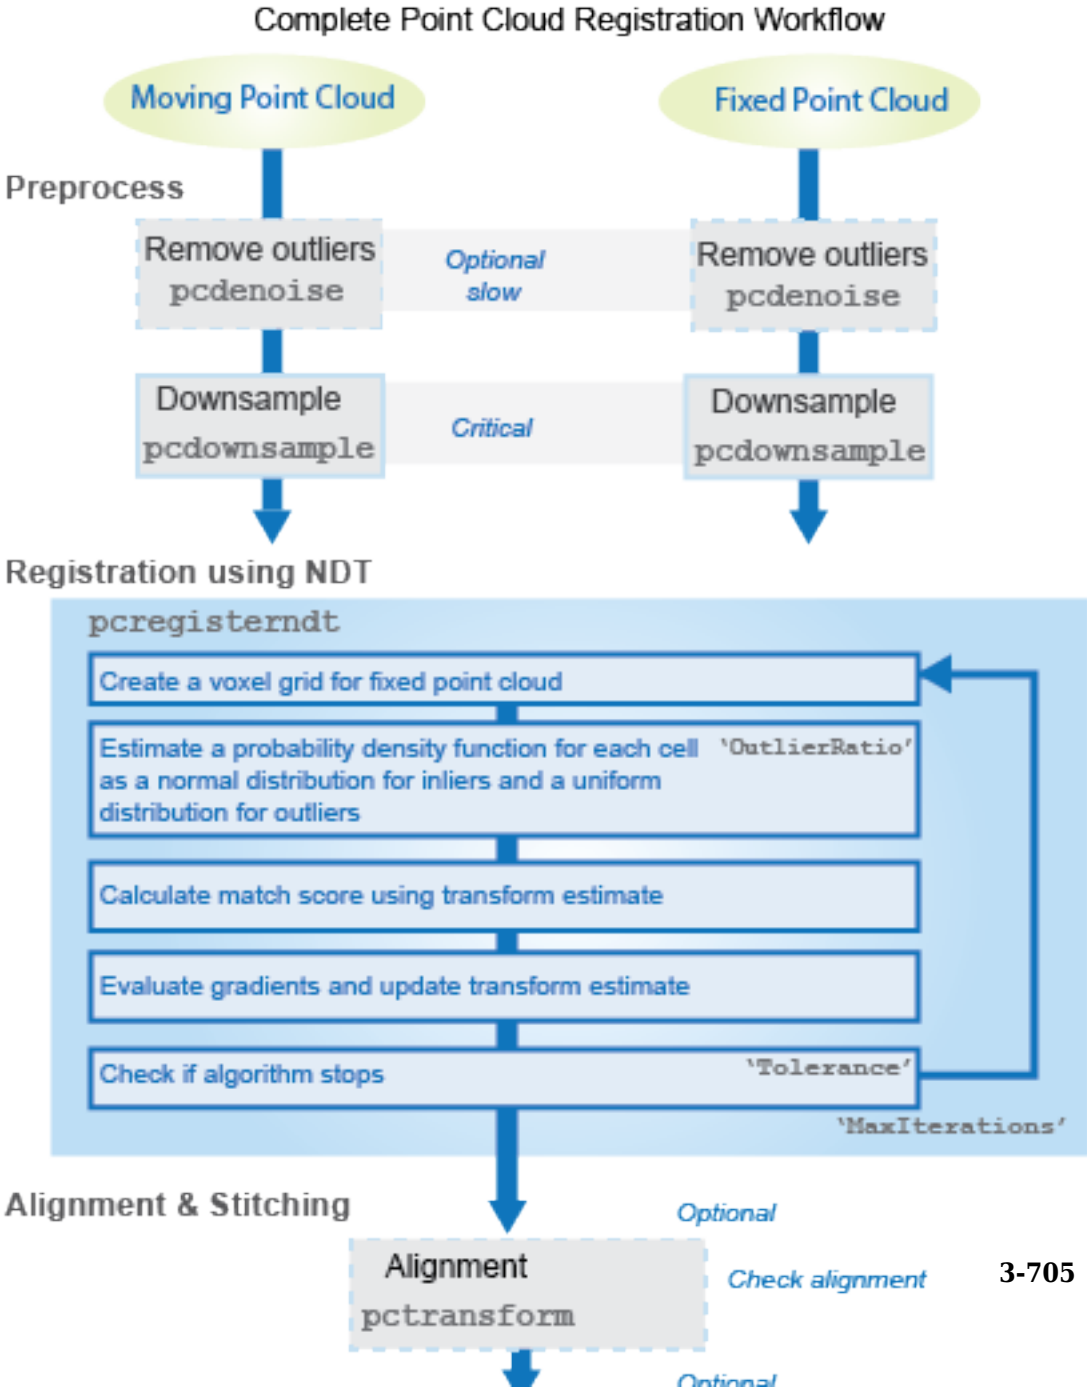 Complete Point Cloud Registration Workflow
Moving Point Cloud
Fixed Point Cloud
Preprocess
Remove outliers
pcdenoise
Optional
slow
Remove outliers
pcdenoise
Downsample
pcdownsample
Critical
Downsample
pcdownsample
Registration using NDT
pcregisterndt
Create a voxel grid for fixed point cloud
Estimate a probability density function for each cell 'OutlierRatio'
as a normal distribution for inliers and a uniform
distribution for outliers
Calculate match score using transform estimate
Evaluate gradients and update transform estimate
Check if algorithm stops 'Tolerance'
'MaxIterations'
Alignment & Stitching
Optional
Alignment
pctransform
Check alignment
3-705
Optional